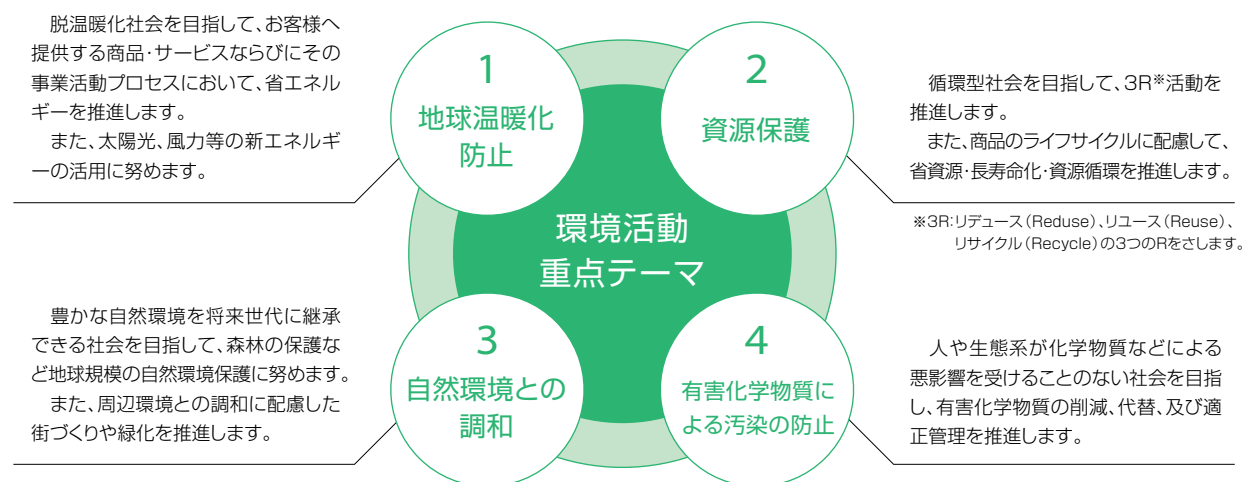 脱温暖化社会を目指して、お客様へ
提供する商品・サービスならびにその
事業活動プロセスにおいて、省エネル
ギーを推進します。
また、太陽光、風力等の新エネルギ
ーの活用に努めます。
1
地球温暖化
防止
2
資源保護
循環型社会を目指して、3R※活動を
推進します。
また、商品のライフサイクルに配慮して、
省資源・長寿命化・資源循環を推進します。
※3R：リデュース（Reduse）、リユース（Reuse）、
リサイクル（Recycle）の3つのRをさします。
環境活動
重点テーマ
豊かな自然環境を将来世代に継承
できる社会を目指して、森林の保護な
ど地球規模の自然環境保護に努めます。
また、周辺環境との調和に配慮した
街づくりや緑化を推進します。
3
自然環境との
調和
4
有害化学物質に
よる汚染の防止
人や生態系が化学物質などによる
悪影響を受けることのない社会を目指
し、有害化学物質の削減、代替、及び適
正管理を推進します。